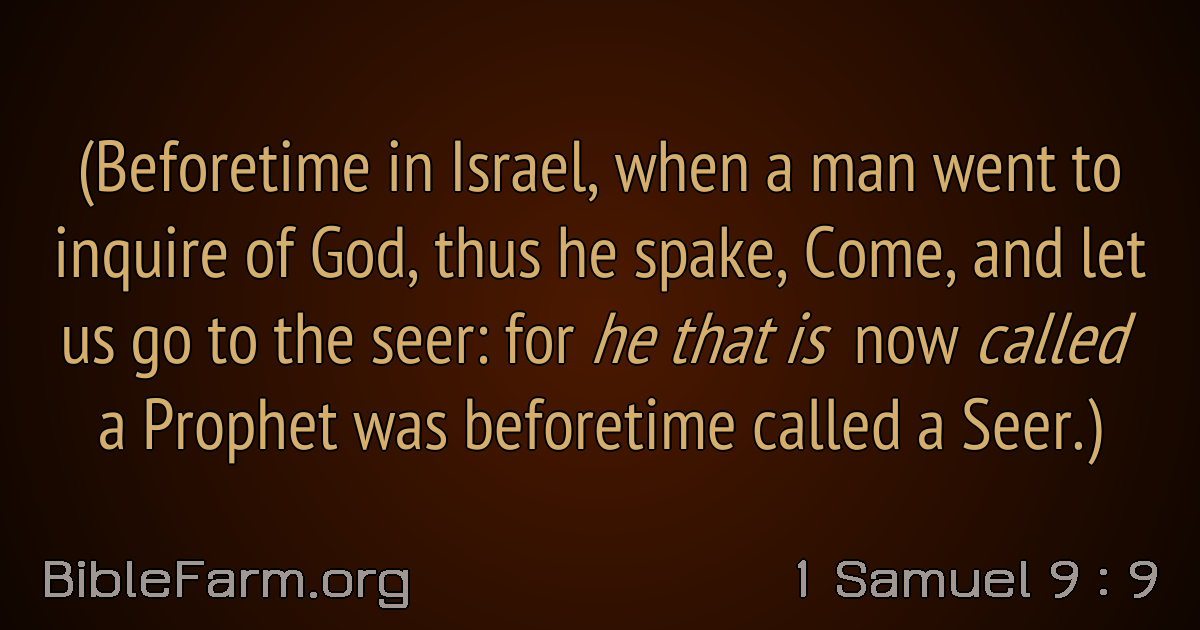 (Beforetime in Israel, when a man went to
inquire of God, thus he spake, Come, and let
us go to the seer: for he that is now called
a Prophet was beforetime called a Seer.)
BibleFarm.org
1 Samuel 9 : 9